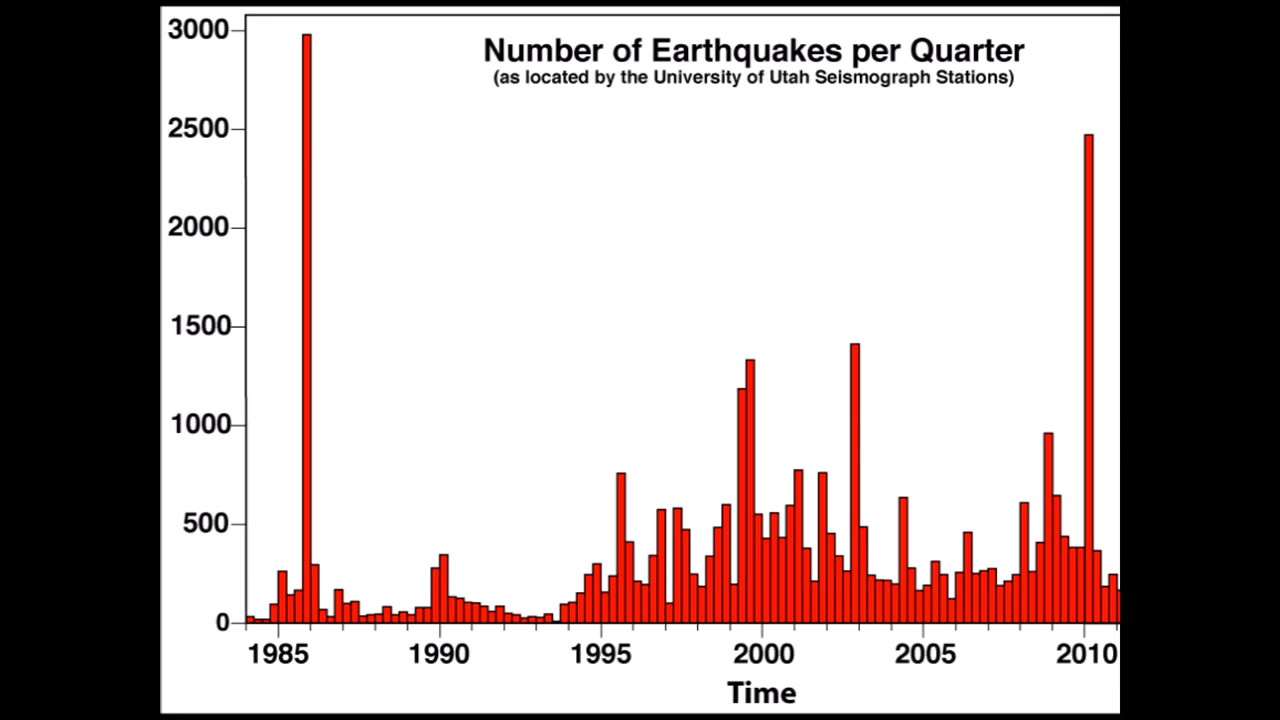 Number of Earthquakes per Quarter
(as located by the University of Utah Seismograph Stations)
3000
2500
2000
1500
1000
500
0
1985 1990 1995 2000 2005 2010
Time